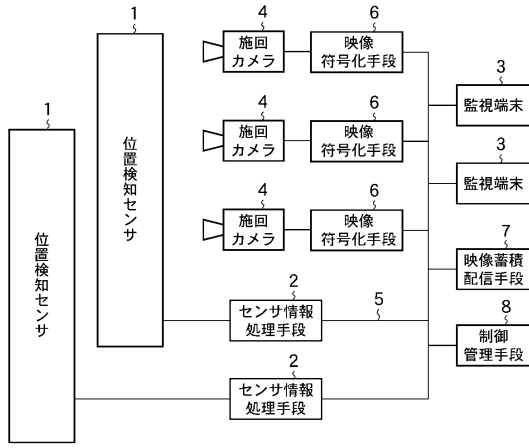 1
位置検知センサ
1
位置検知センサ
4
施回
カメラ
6
映像
符号化手段
4
施回
カメラ
6
映像
符号化手段
4
施回
カメラ
6
映像
符号化手段
3
監視端末
3
監視端末
7
映像蓄積
配信手段
8
制御
管理手段
2
センサ情報
処理手段
5
2
センサ情報
処理手段